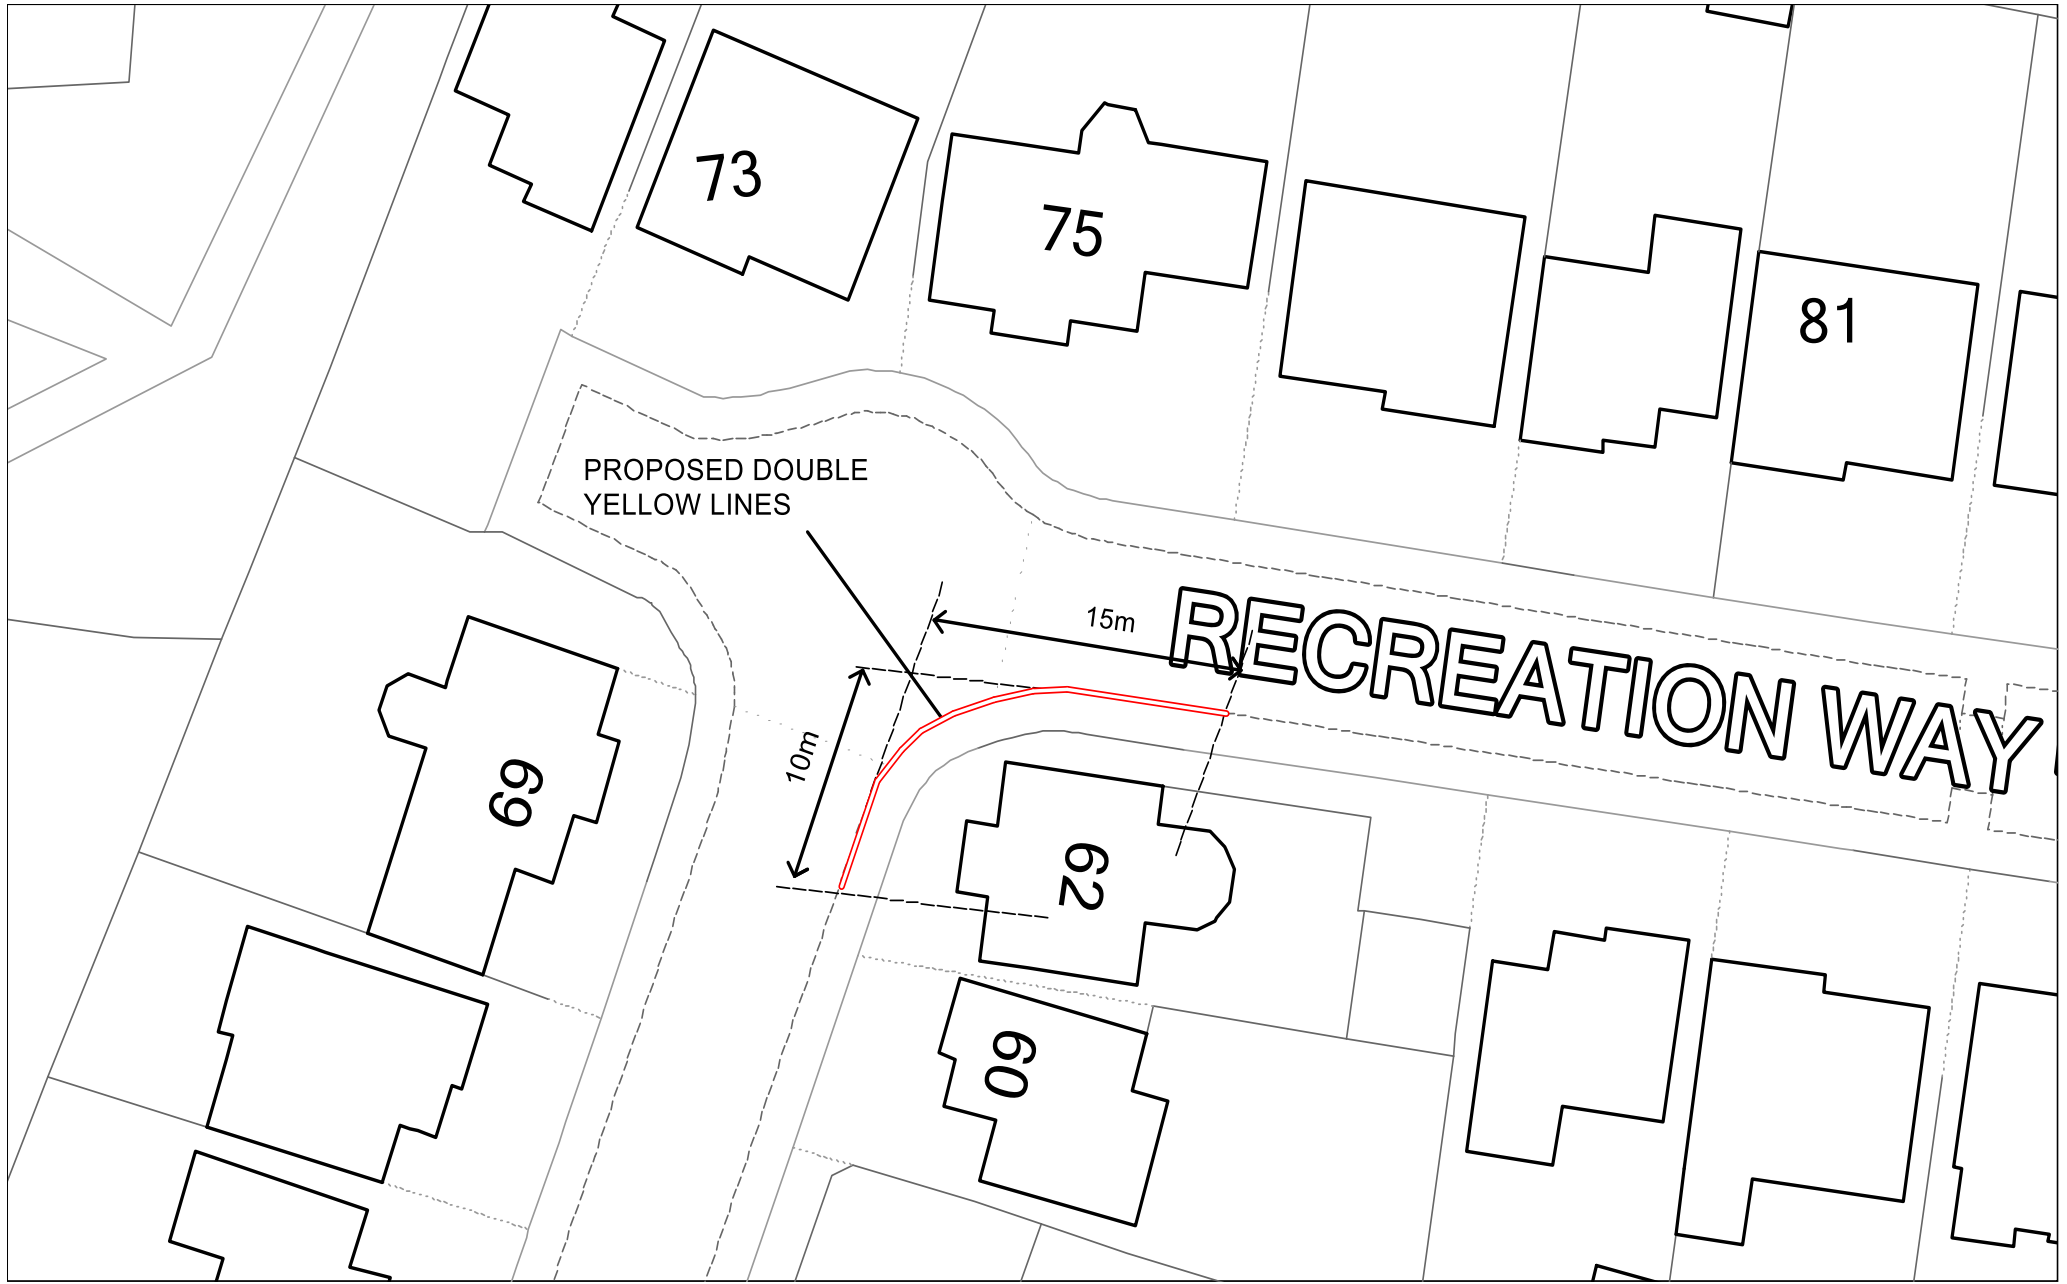 73
75
81
PROPOSED DOUBLE
YELLOW LINES
15m
RECREATION WAY
10m
69
62
60